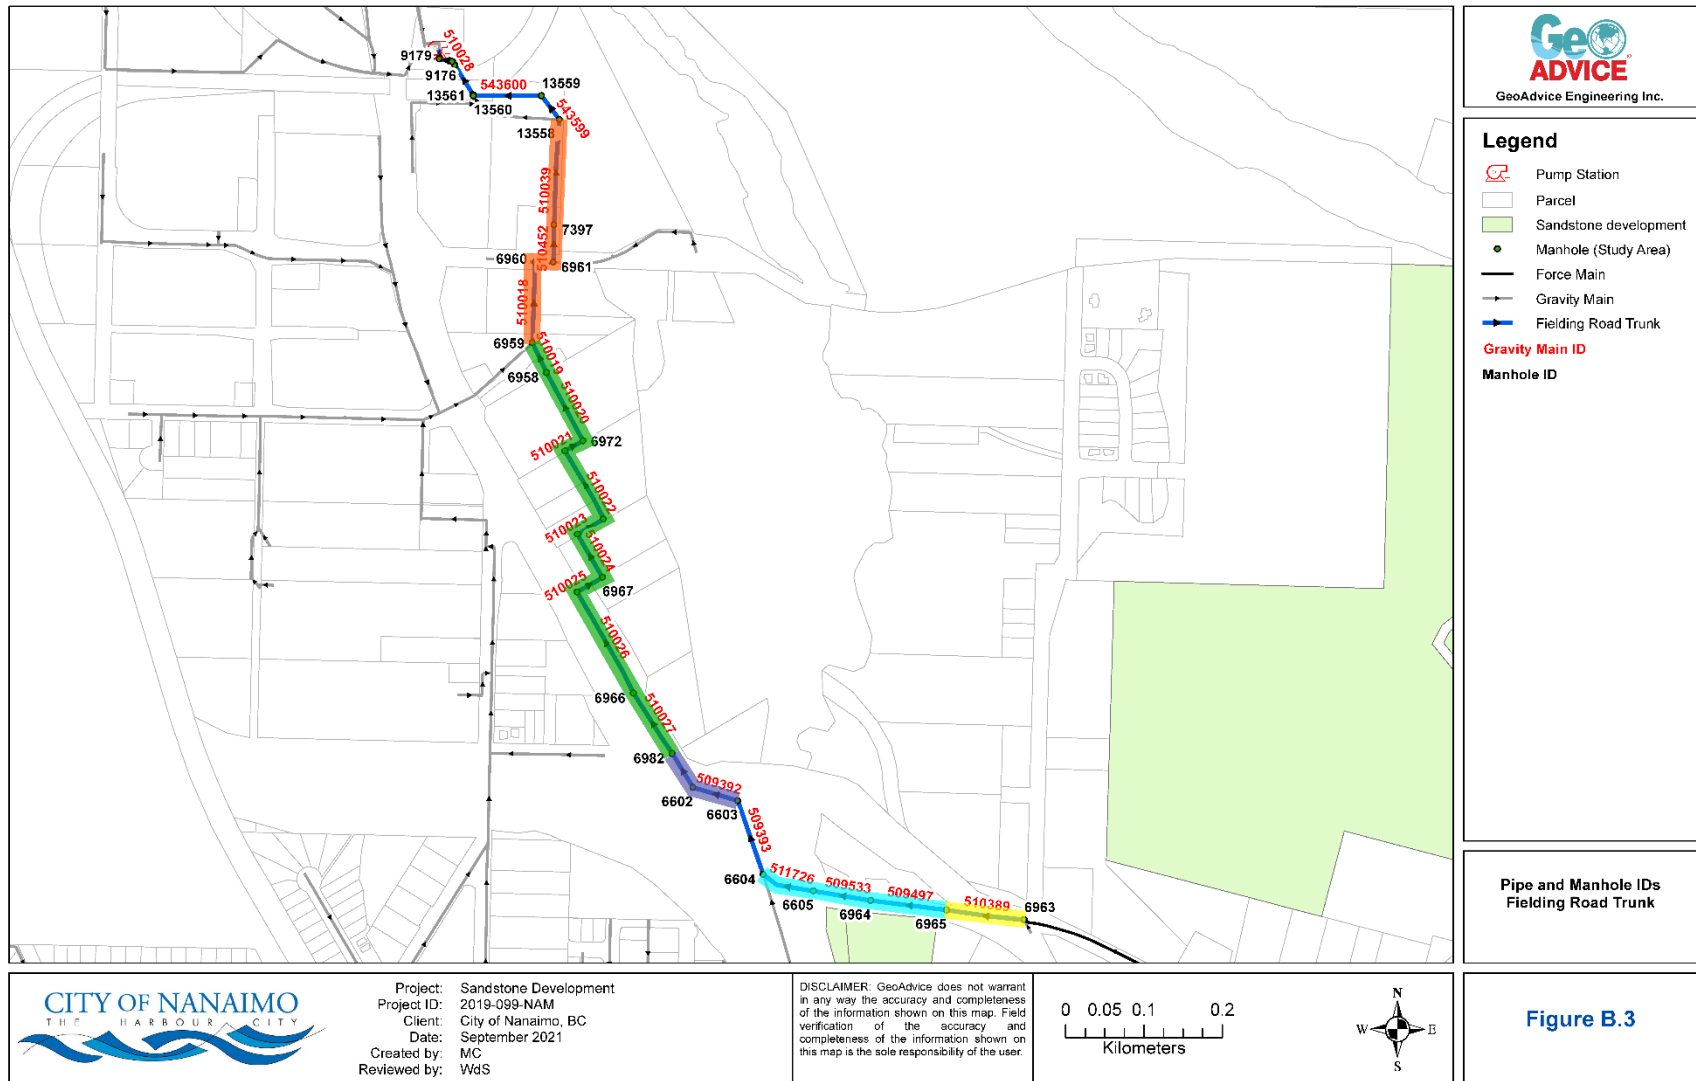 510028
9179
9176
13561
543600
13560
13559
543599
13558
510039
7397
510452
6960
6961
510018
6959
510019
6958
510020
510021
6972
510022
510023
510024
510025
6967
510026
6966
510027
6982
509392
6602
6603
509393
6604
511726
509533
509497
6605
6964
6965
510389
6963
GeO
ADVICE
GeoAdvice Engineering Inc.
Legend
Pump Station
Parcel
Sandstone development
Manhole (Study Area)
Force Main
Gravity Main
Fielding Road Trunk
Gravity Main ID
Manhole ID
Pipe and Manhole IDs
Fielding Road Trunk
Figure B.3
CITY OF NANAIMO
THE HARBOUR CITY
Project: Sandstone Development
Project ID: 2019-099-NAM
Client: City of Nanaimo, BC
Date: September 2021
Created by: MC
Reviewed by: WdS
DISCLAIMER: GeoAdvice does not warrant
in any way the accuracy and completeness
of the information shown on this map. Field
verification of the accuracy and
completeness of the information shown on
this map is the sole responsibility of the user.
0 0.05 0.1 0.2
Kilometers
N
W E
S